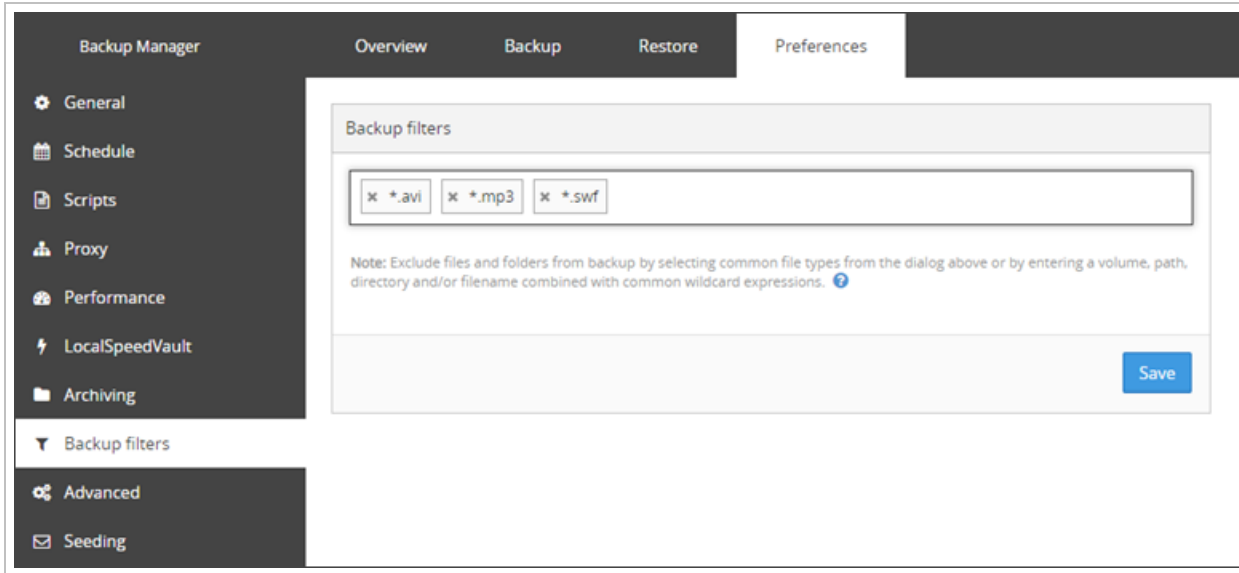 Backup Manager
Overview
Backup
Restore
Preferences
General
Schedule
Scripts
Proxy
Performance
LocalSpeedVault
Archiving
Backup filters
Advanced
Seeding
Backup filters
× *.avi × *.mp3 × *.swf
Note: Exclude files and folders from backup by selecting common file types from the dialog above or by entering a volume, path,
directory and/or filename combined with common wildcard expressions. ?
Save